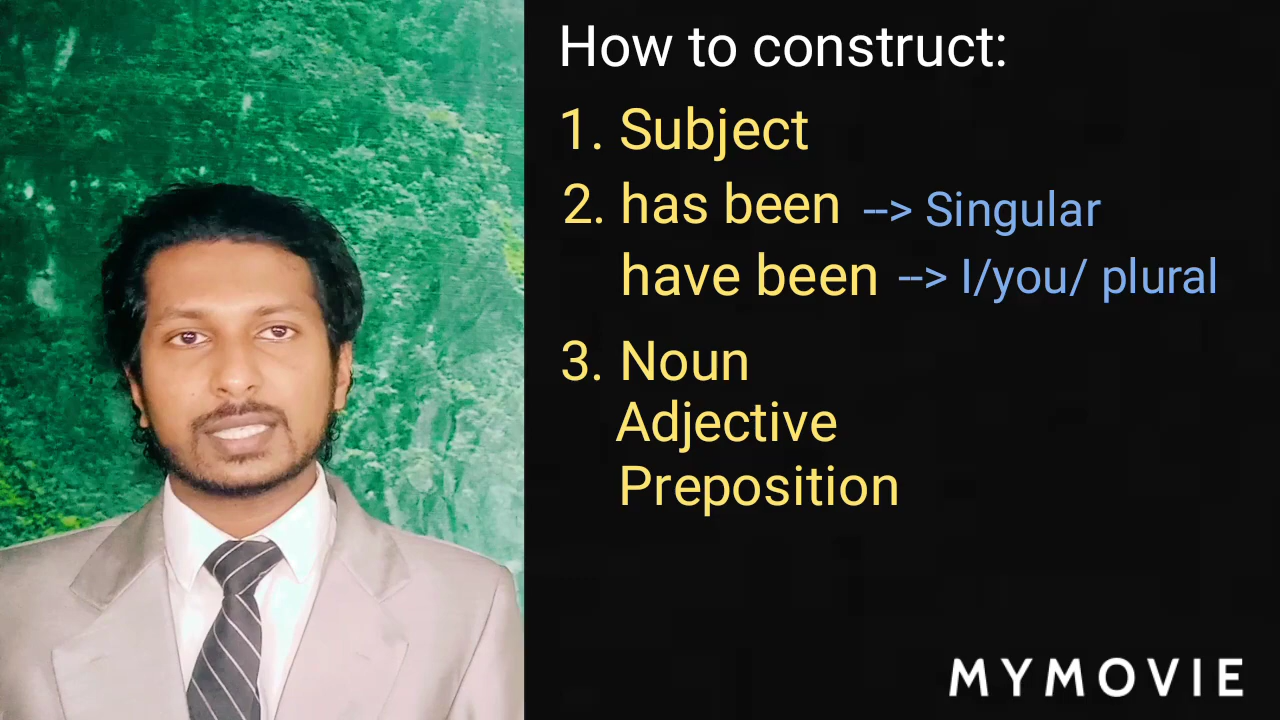 How to construct:
1. Subject
2. has been --> Singular
have been --> I/you/ plural
3. Noun
Adjective
Preposition
MYMOVIE